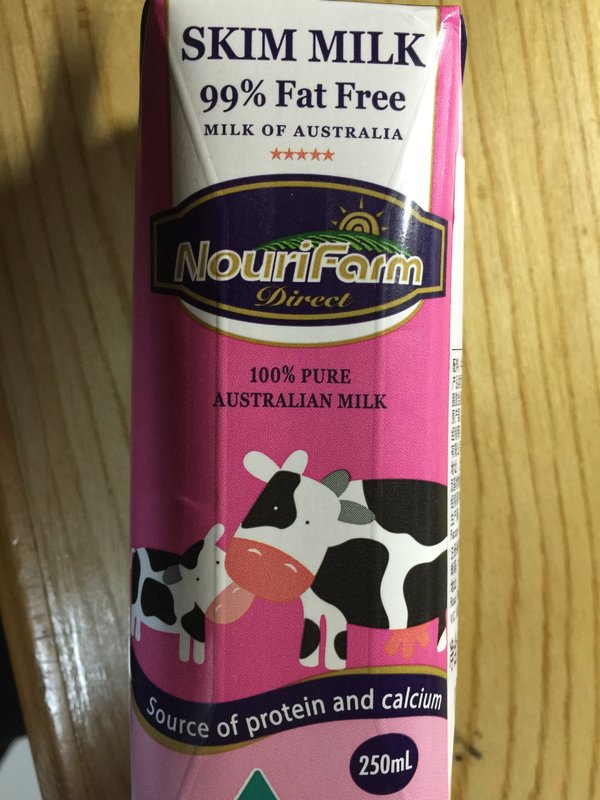 SKIM MILK
99% Fat Free
MILK OF AUSTRALIA
NouriFarm
Direct
100% PURE
AUSTRALIAN MILK
Source of protein and calcium
250mL